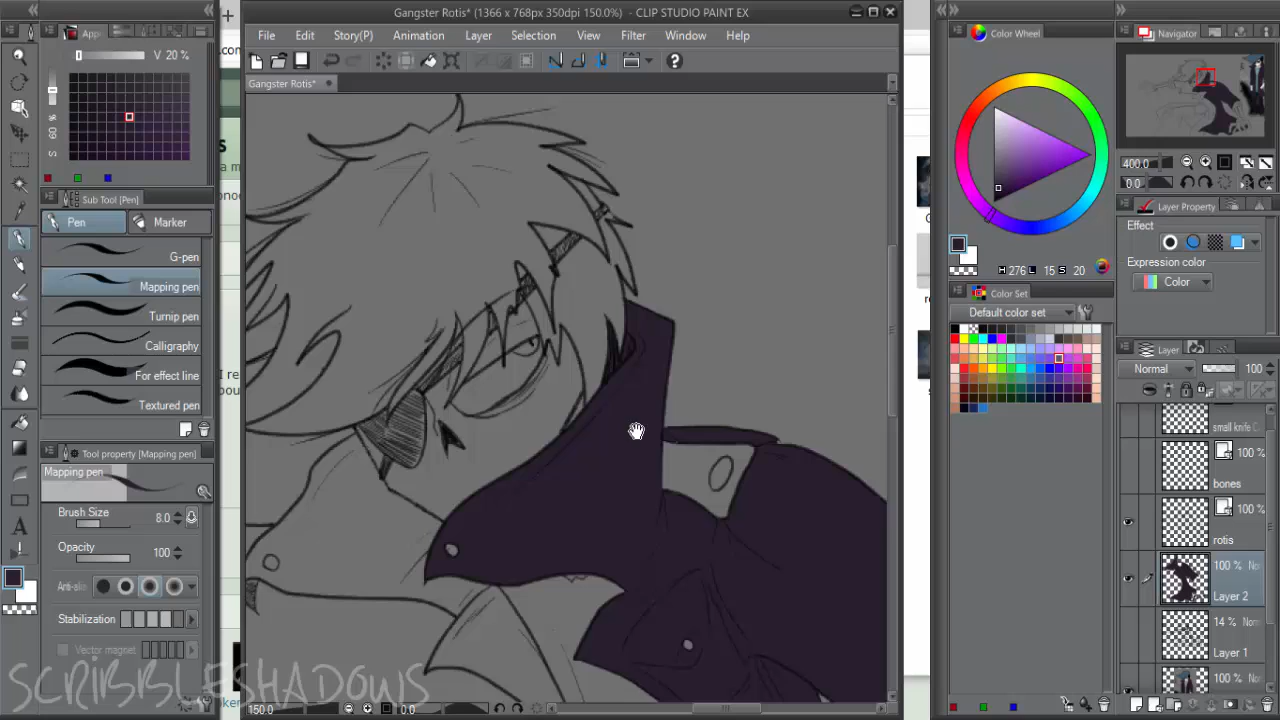 Gangster Rotis* (1366 x 768px 350dpi 150.0%) - CLIP STUDIO PAINT EX
File Edit Story(P) Animation Layer Selection View Filter Window Help
Gangster Rotis*
App
V 20 %
% 60 S
Sub Tool [Pen]
Pen Marker
G-pen
Mapping pen
Turnip pen
Calligraphy
For effect line
Textured pen
Tool property [Mapping pen]
Mapping pen
Brush Size 8.0
Opacity 100
Stabilization
Vector magnet
SCRIBBLESHADOWS
150.0 0.0
Color Wheel
H 276 L 15 S 20
Color Set
Default color set
Navigator
400.0
0.0
Layer Property
Effect
Expression color
Color
Layer
Normal 100
small knife
100 %
bones
100 %
rotis
100 %
Layer 2
14 %
Layer 1
100 %